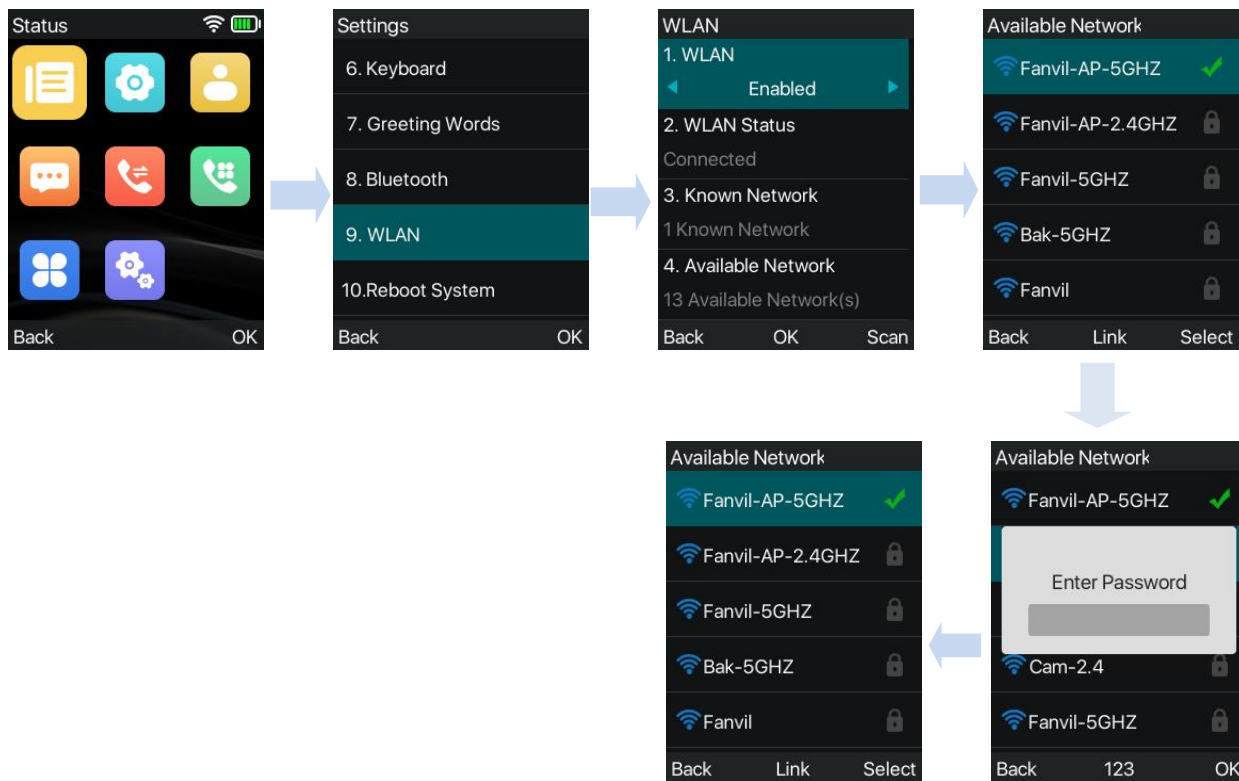 Status
Back OK
Settings
6. Keyboard
7. Greeting Words
8. Bluetooth
9. WLAN
10.Reboot System
Back OK
WLAN
1. WLAN
Enabled
2. WLAN Status
Connected
3. Known Network
1 Known Network
4. Available Network
13 Available Network(s)
Back OK Scan
Available Network
Fanvil-AP-5GHZ
Fanvil-AP-2.4GHZ
Fanvil-5GHZ
Bak-5GHZ
Fanvil
Back Link Select
Available Network
Fanvil-AP-5GHZ
Enter Password
Cam-2.4
Fanvil-5GHZ
Back 123 OK
Available Network
Fanvil-AP-5GHZ
Fanvil-AP-2.4GHZ
Fanvil-5GHZ
Bak-5GHZ
Fanvil
Back Link Select